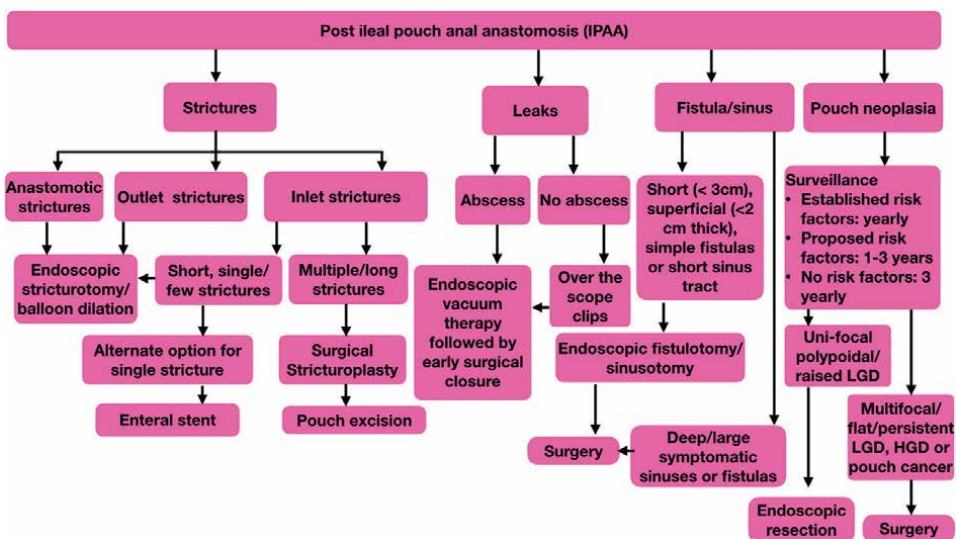 Post ileal pouch anal anastomosis (IPAA)
Strictures
Leaks
Fistula/sinus
Pouch neoplasia
Anastomotic
strictures
Outlet strictures
Inlet strictures
Abscess
No abscess
Short (< 3cm),
superficial (<2
cm thick),
simple fistulas
or short sinus
tract
Surveillance
• Established risk
factors: yearly
• Proposed risk
factors: 1-3 years
• No risk factors: 3
yearly
Endoscopic
stricturotomy/
balloon dilation
Short, single/
few strictures
Multiple/long
strictures
Endoscopic
vacuum
therapy
followed by
early surgical
closure
Over the
scope
clips
Alternate option for
single stricture
Surgical
Stricturoplasty
Endoscopic fistulotomy/
sinusotomy
Uni-focal
polypoidal/
raised LGD
Enteral stent
Pouch excision
Surgery
Deep/large
symptomatic
sinuses or fistulas
Multifocal/
flat/persistent
LGD, HGD or
pouch cancer
Endoscopic
resection
Surgery